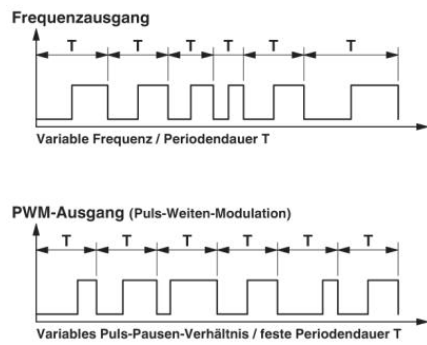 Frequenzausgang
T T T T T T
Variable Frequenz / Periodendauer T
PWM-Ausgang (Puls-Weiten-Modulation)
T T T T T T
Variables Puls-Pausen-Verhältnis / feste Periodendauer T